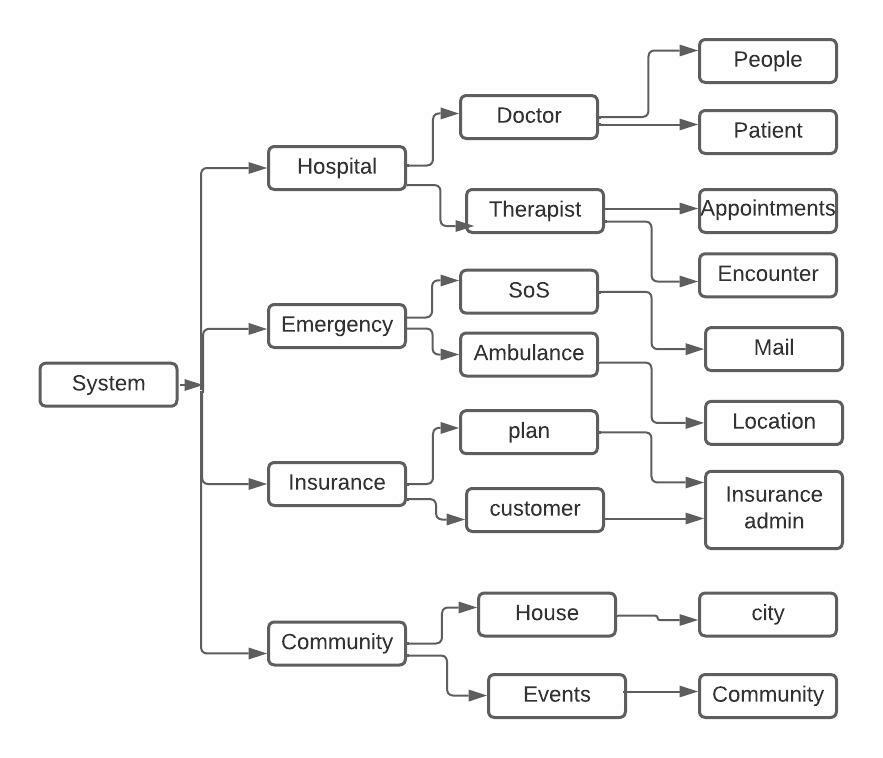 System
Hospital
Emergency
Insurance
Community
Doctor
Therapist
SoS
Ambulance
plan
customer
House
Events
People
Patient
Appointments
Encounter
Mail
Location
Insurance
admin
city
Community